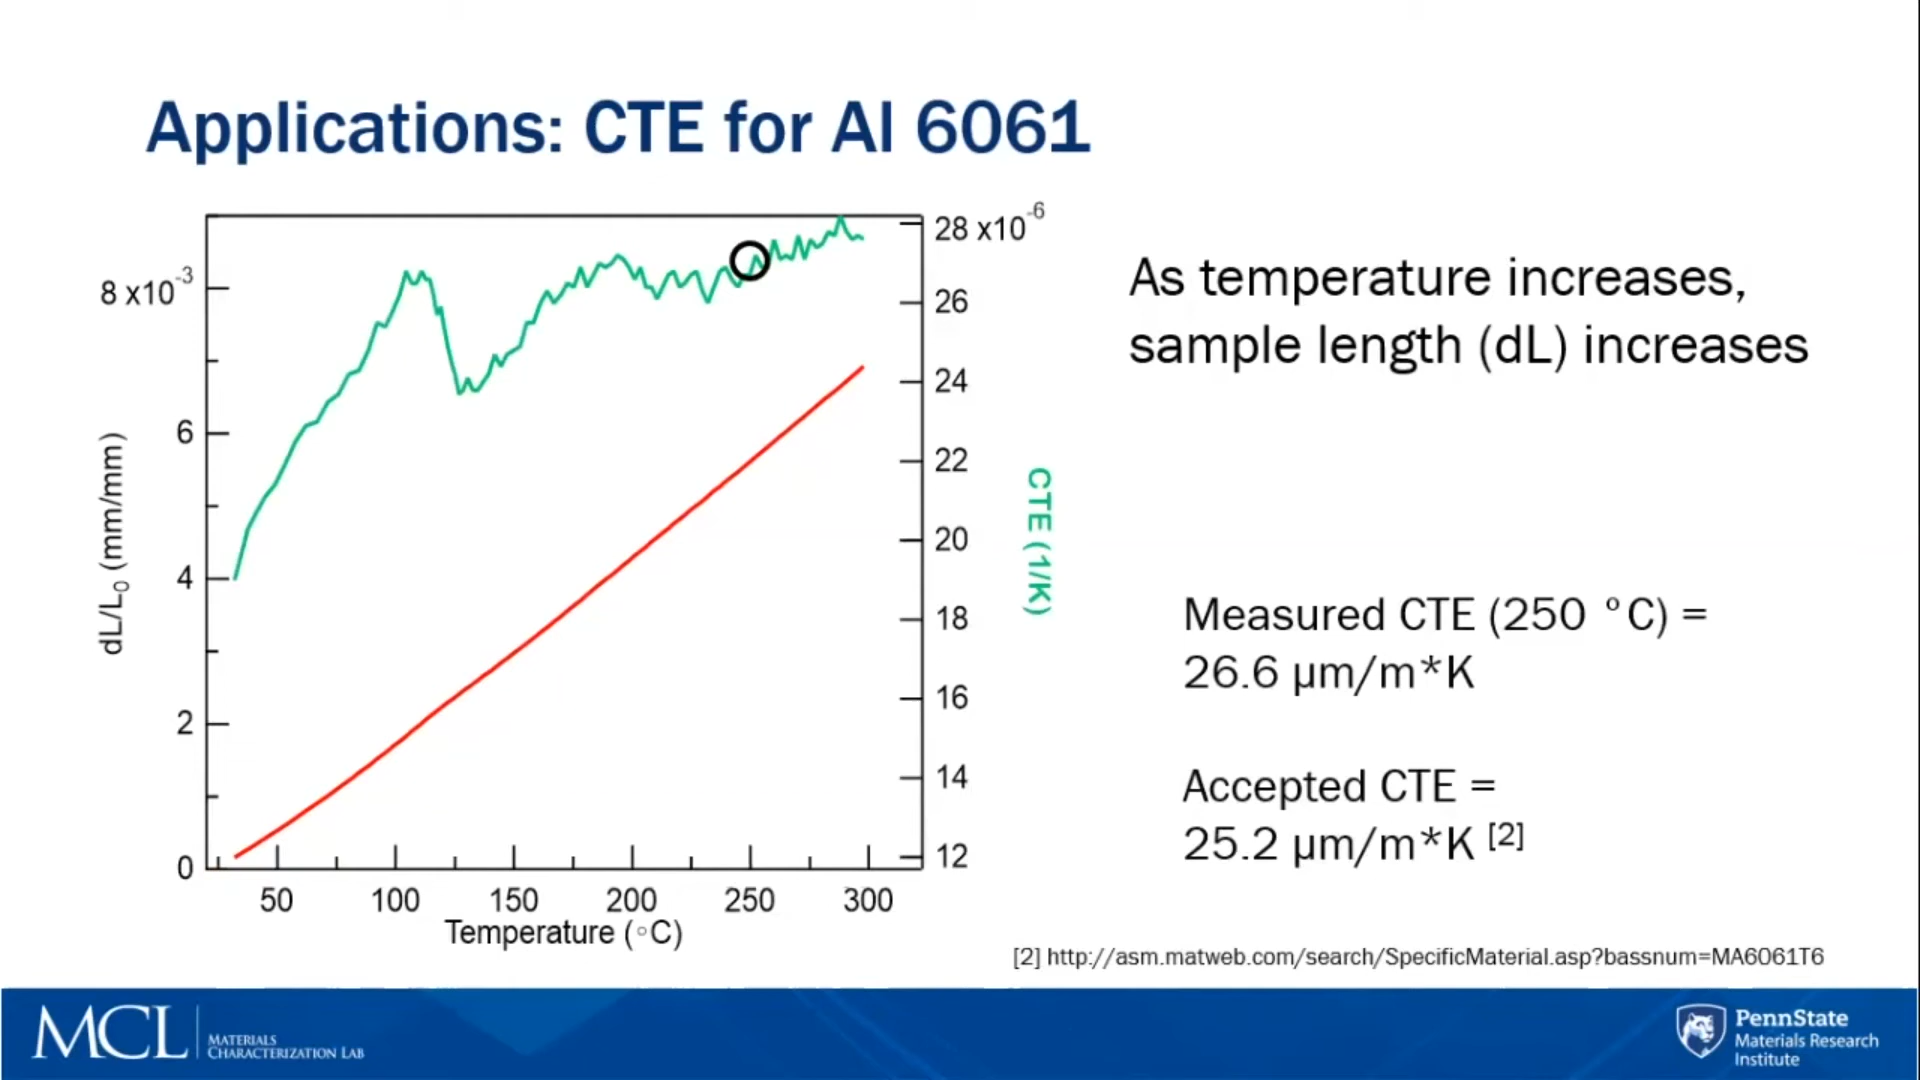 Applications: CTE for Al 6061
8 x10-3
6
4
2
0
dL/L0 (mm/mm)
50 100 150 200 250 300
Temperature (◦C)
28 x10-6
26
24
22
20
18
16
14
12
CTE (1/K)
As temperature increases,
sample length (dL) increases
Measured CTE (250 °C) =
26.6 µm/m*K
Accepted CTE =
25.2 µm/m*K [2]
[2] http://asm.matweb.com/search/SpecificMaterial.asp?bassnum=MA6061T6
MCL
MATERIALS
CHARACTERIZATION LAB
PennState
Materials Research
Institute